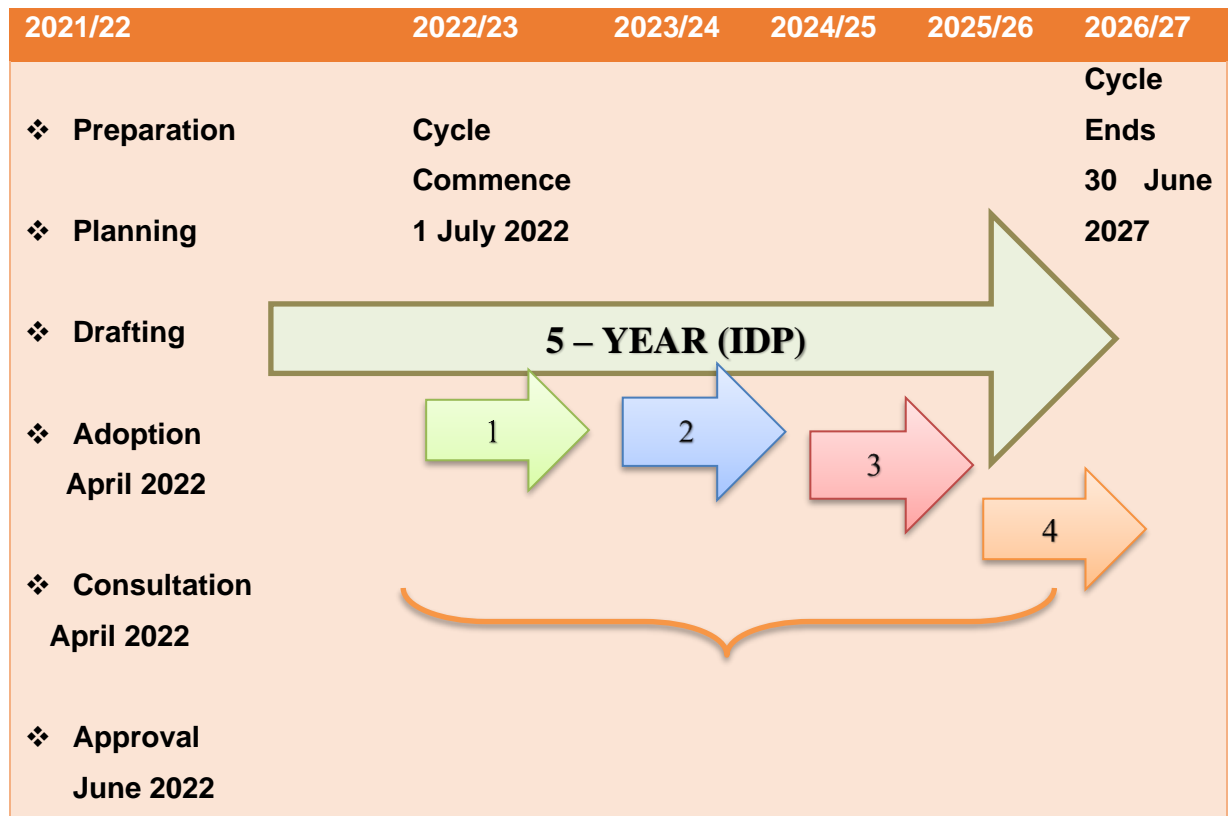 2021/22 2022/23 2023/24 2024/25 2025/26 2026/27
❖ Preparation
❖ Planning
❖ Drafting
❖ Adoption
April 2022
❖ Consultation
April 2022
❖ Approval
June 2022
Cycle
Commence
1 July 2022
Cycle
Ends
30 June
2027
5 – YEAR (IDP)
1
2
3
4